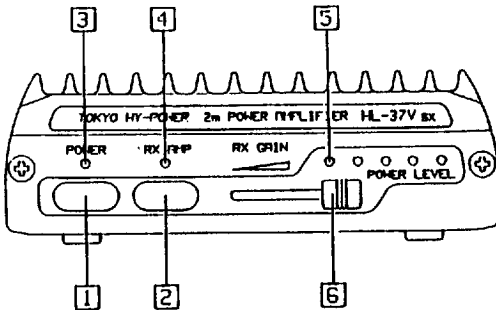 3 4 5
TOKYO HY-POWER 2m POWER AMPLIFIER HL-37V SX
POWER RX AMP RX GAIN
POWER LEVEL
1 2 6